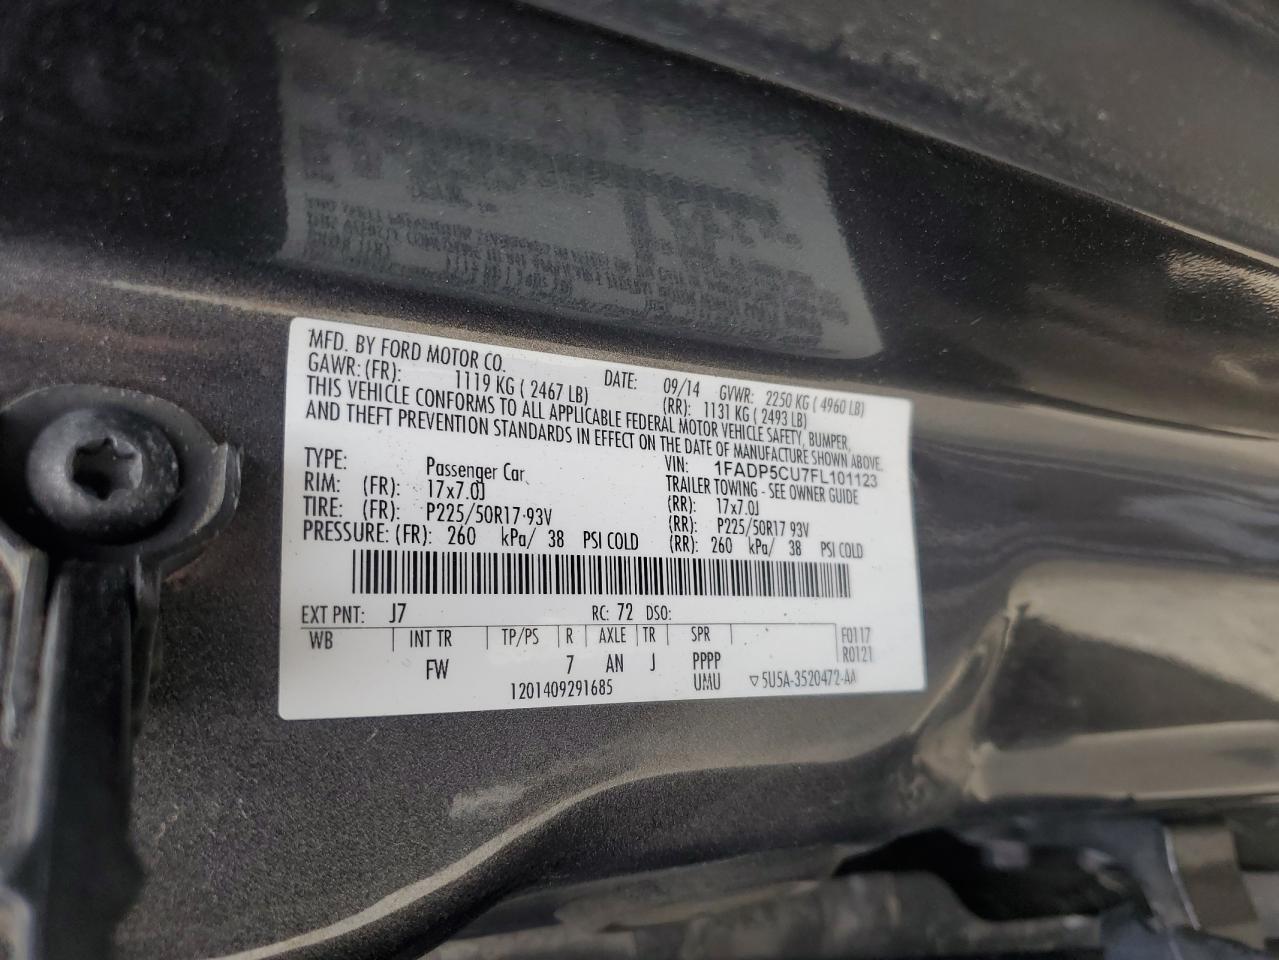 MFD. BY FORD MOTOR CO. DATE: 09/14 GVWR: 2250 KG ( 4960 LB)
GAWR: (FR): 1119 KG ( 2467 LB) (RR): 1131 KG ( 2493 LB)
THIS VEHICLE CONFORMS TO ALL APPLICABLE FEDERAL MOTOR VEHICLE SAFETY, BUMPER,
AND THEFT PREVENTION STANDARDS IN EFFECT ON THE DATE OF MANUFACTURE SHOWN ABOVE.
VIN: 1FADP5CU7FL101123
TYPE: Passenger Car TRAILER TOWING - SEE OWNER GUIDE
RIM: (FR): 17x7.0J (RR): 17x7.0J
TIRE: (FR): P225/50R17 93V (RR): P225/50R17 93V
PRESSURE: (FR): 260 kPa/ 38 PSI COLD (RR): 260 kPa/ 38 PSI COLD
EXT PNT: J7 RC: 72 DSO:
WB INT TR TP/PS R AXLE TR SPR F0117
FW 7 AN J PPPP R0121
1201409291685 UMU ▽5U5A-3520472-AA